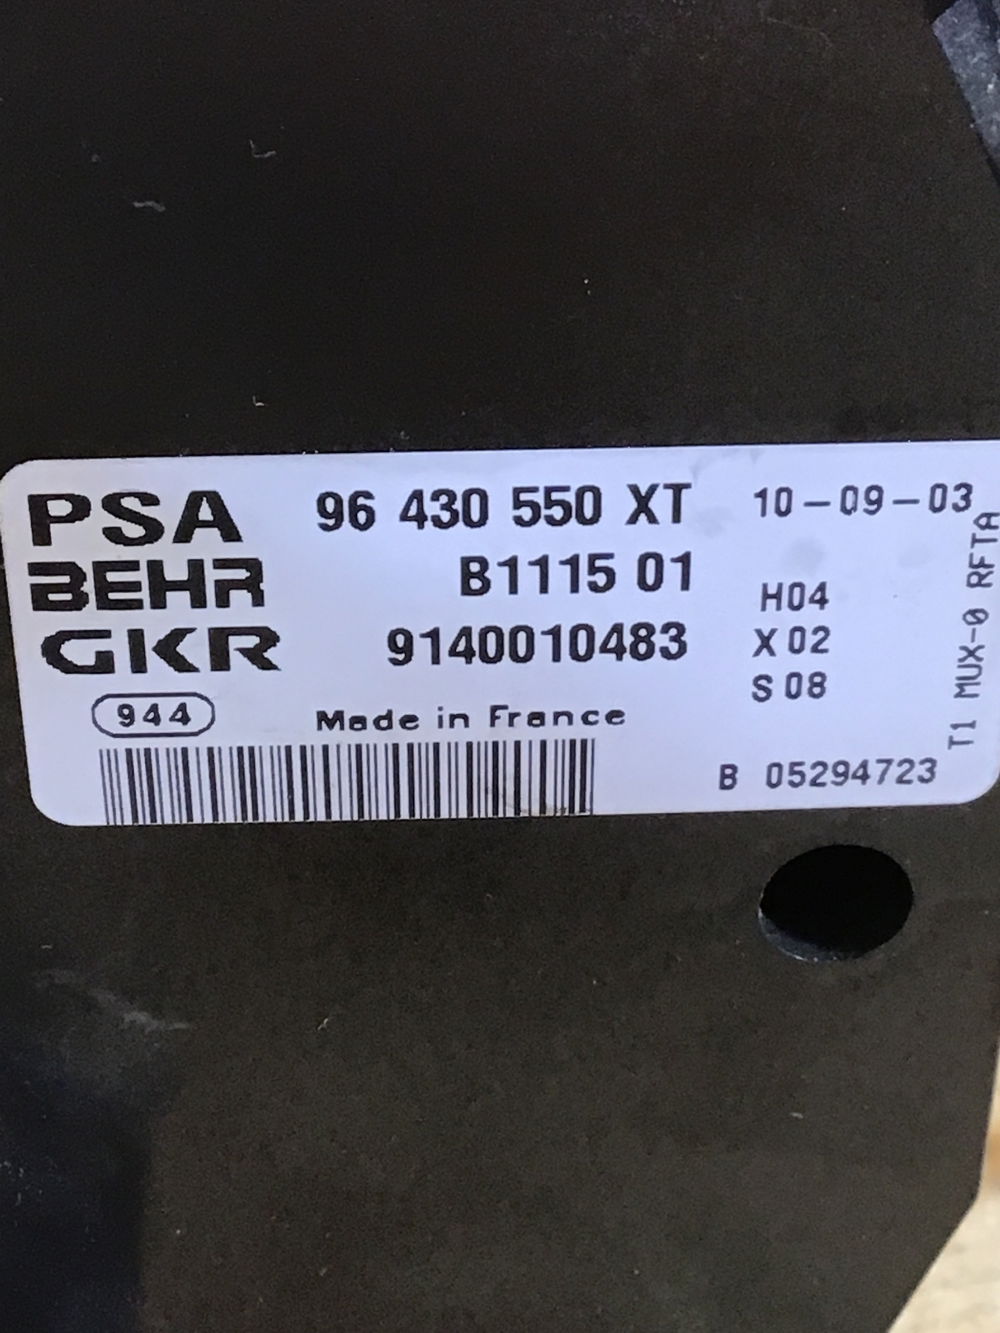 PSA 96 430 550 XT 10-09-03
BEHR B1115 01 H04
GKR 9140010483 X 02
S 08
944 Made in France
B 05294723
T1 MUX-0 RFTA